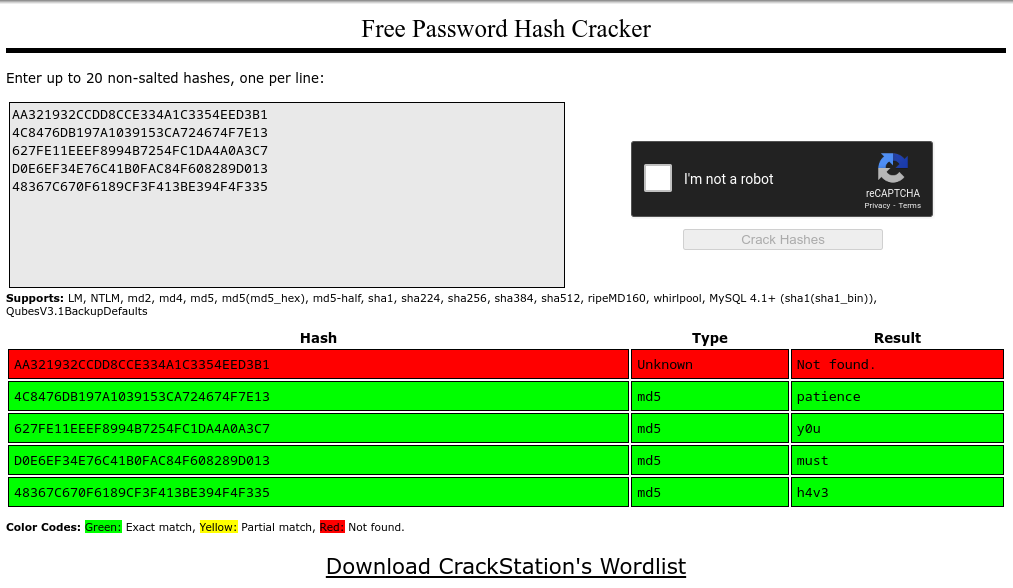 Free Password Hash Cracker
Enter up to 20 non-salted hashes, one per line:
AA321932CCDD8CCE334A1C3354EED3B1
4C8476DB197A1039153CA724674F7E13
627FE11EEEF8994B7254FC1DA4A0A3C7
D0E6EF34E76C41B0FAC84F608289D013
48367C670F6189CF3F413BE394F4F335
I'm not a robot
reCAPTCHA
Privacy - Terms
Crack Hashes
Supports: LM, NTLM, md2, md4, md5, md5(md5_hex), md5-half, sha1, sha224, sha256, sha384, sha512, ripeMD160, whirlpool, MySQL 4.1+ (sha1(sha1_bin)),
QubesV3.1BackupDefaults
Hash Type Result
AA321932CCDD8CCE334A1C3354EED3B1 Unknown Not found.
4C8476DB197A1039153CA724674F7E13 md5 patience
627FE11EEEF8994B7254FC1DA4A0A3C7 md5 y0u
D0E6EF34E76C41B0FAC84F608289D013 md5 must
48367C670F6189CF3F413BE394F4F335 md5 h4v3
Color Codes: Green: Exact match, Yellow: Partial match, Red: Not found.
Download CrackStation's Wordlist